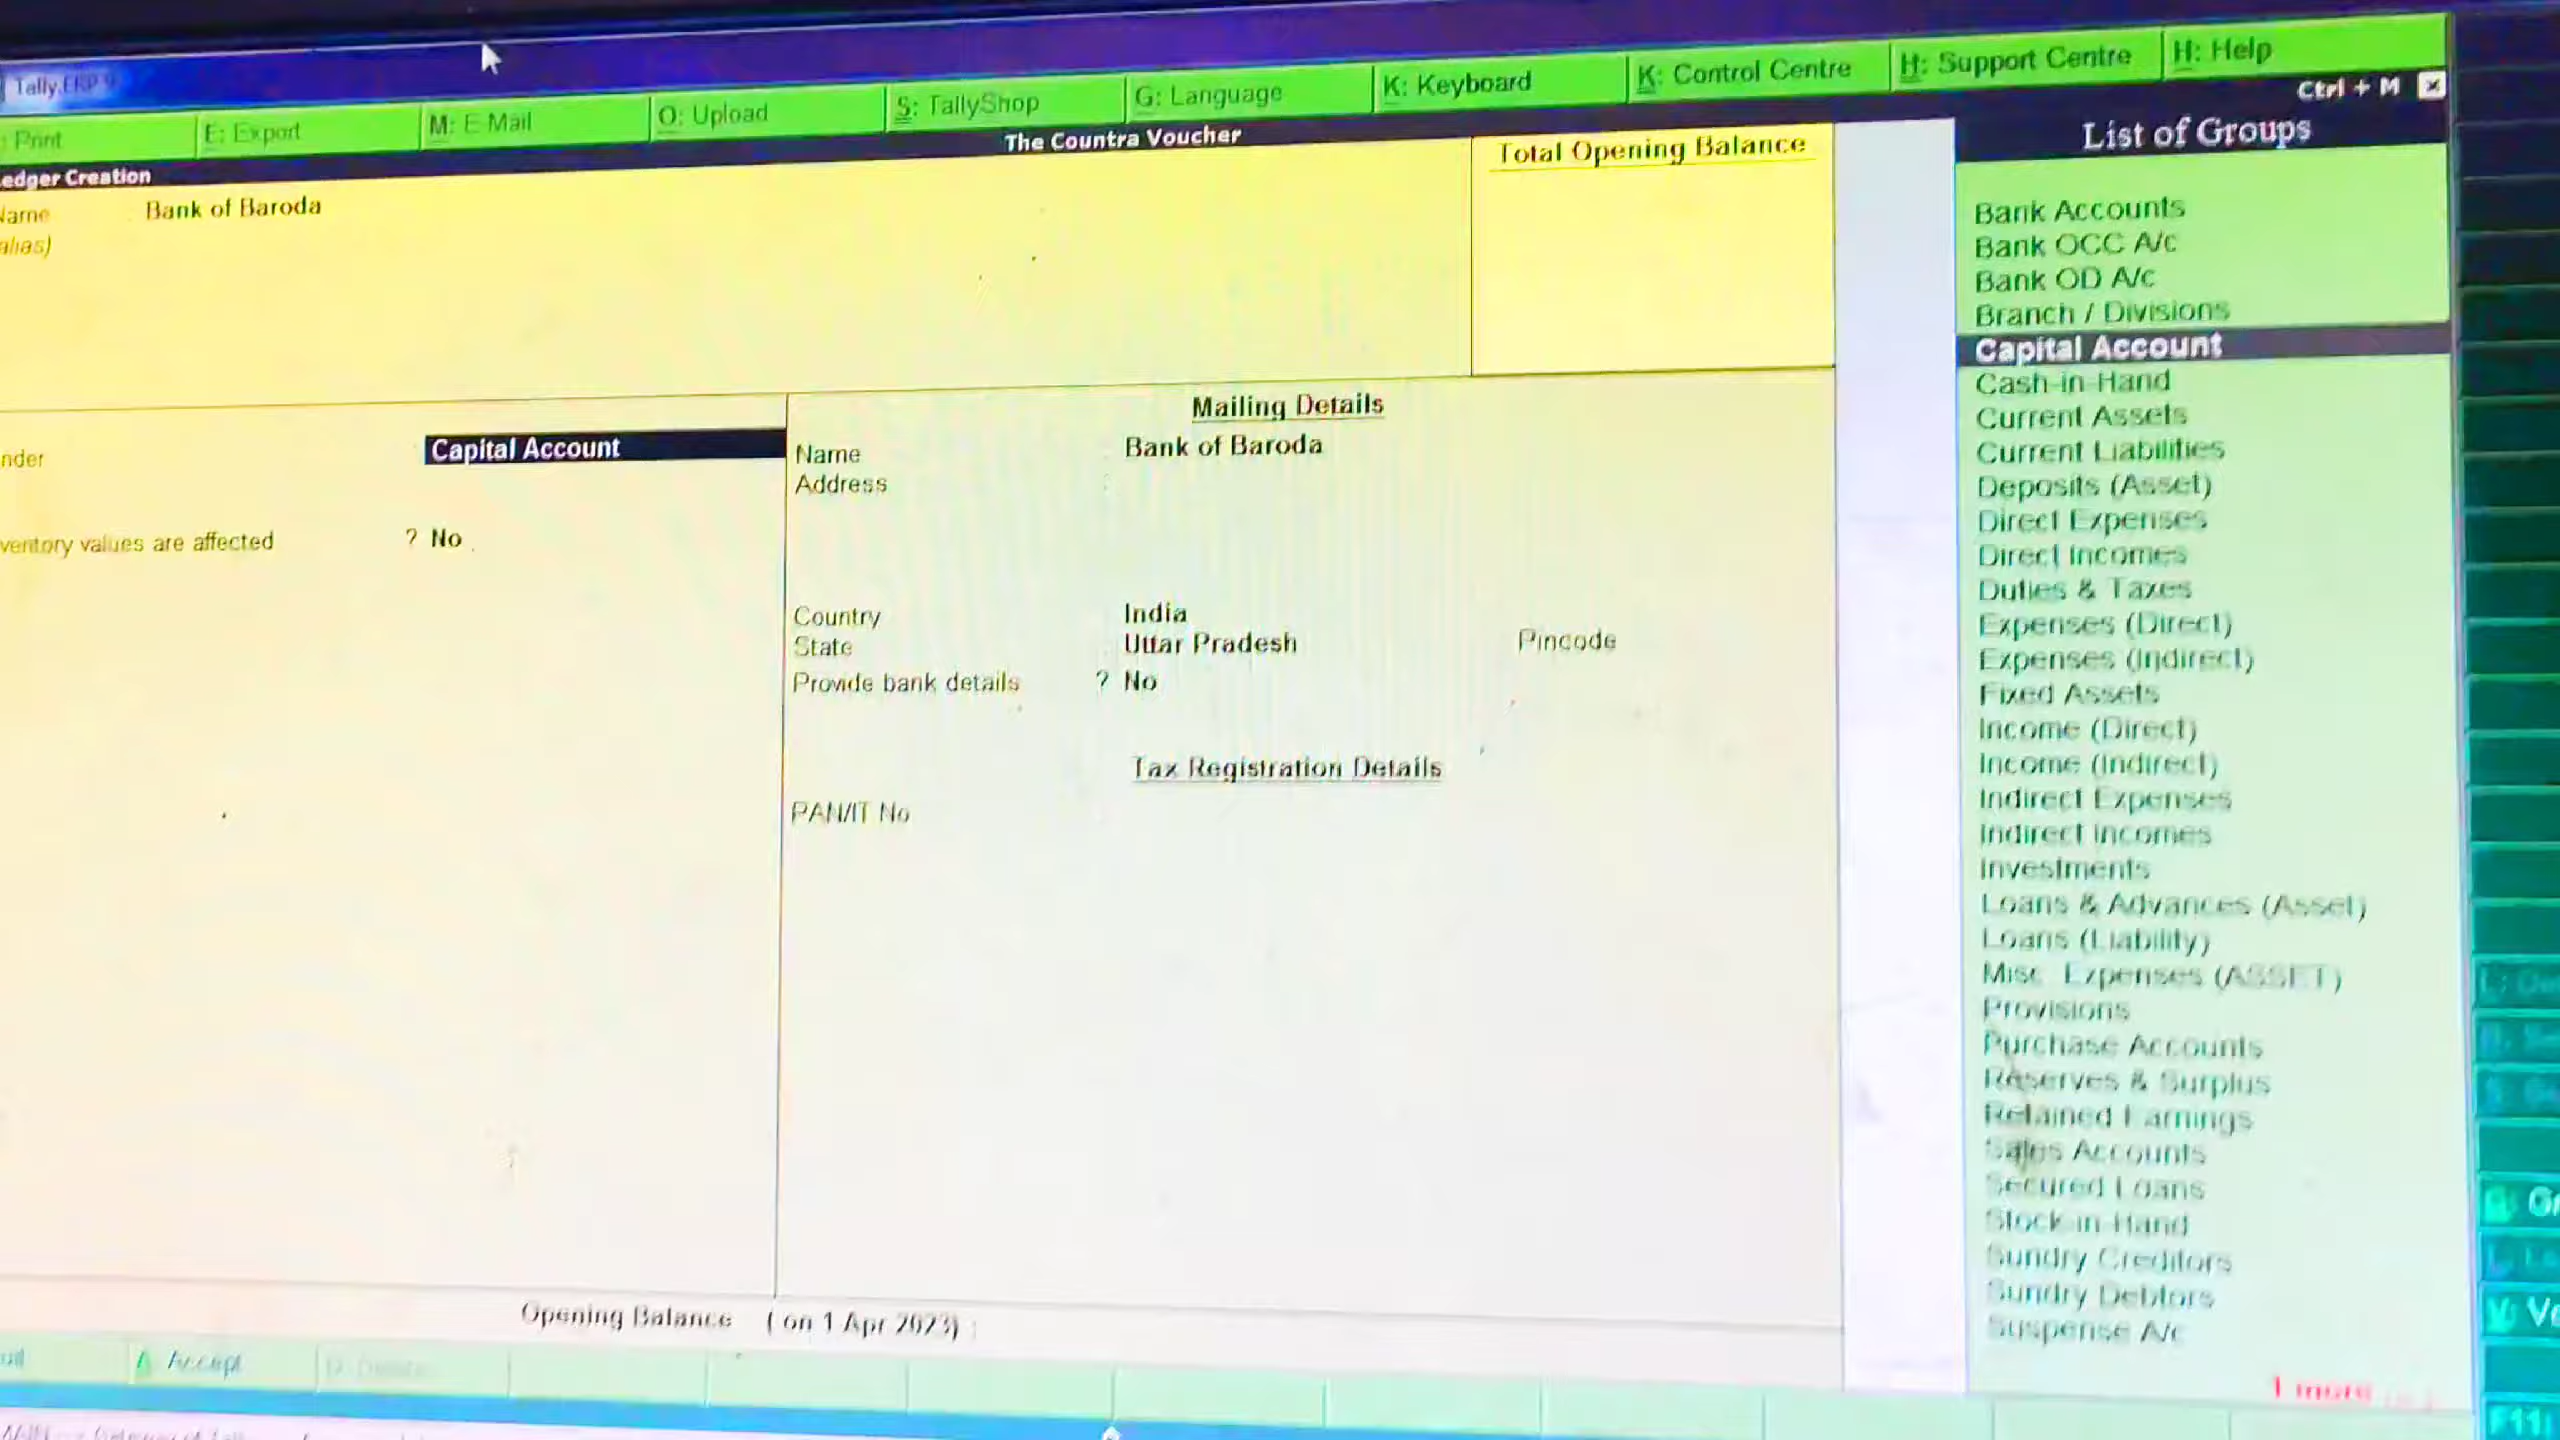 Tally.ERP 9
Print
E: Export
M: E-Mail
O: Upload
S: TallyShop
G: Language
K: Keyboard
K: Control Centre
H: Support Centre
H: Help
edger Creation
The Countra Voucher
Ctrl + M
Name : Bank of Baroda
alias)
Total Opening Balance
nder
Capital Account
ventory values are affected ? No
Mailing Details
Name : Bank of Baroda
Address :
Country : India
State : Uttar Pradesh
Pincode
Provide bank details ? No
Tax Registration Details
PAN/IT No
Opening Balance ( on 1 Apr 2023) :
A: Accept
List of Groups
Bank Accounts
Bank OCC A/c
Bank OD A/c
Branch / Divisions
Capital Account
Cash-in-Hand
Current Assets
Current Liabilities
Deposits (Asset)
Direct Expenses
Direct Incomes
Duties & Taxes
Expenses (Direct)
Expenses (Indirect)
Fixed Assets
Income (Direct)
Income (Indirect)
Indirect Expenses
Indirect Incomes
Investments
Loans & Advances (Asset)
Loans (Liability)
Misc. Expenses (ASSET)
Provisions
Purchase Accounts
Reserves & Surplus
Retained Earnings
Sales Accounts
Secured Loans
Stock-in-Hand
Sundry Creditors
Sundry Debtors
Suspense A/c
1 more
F11: